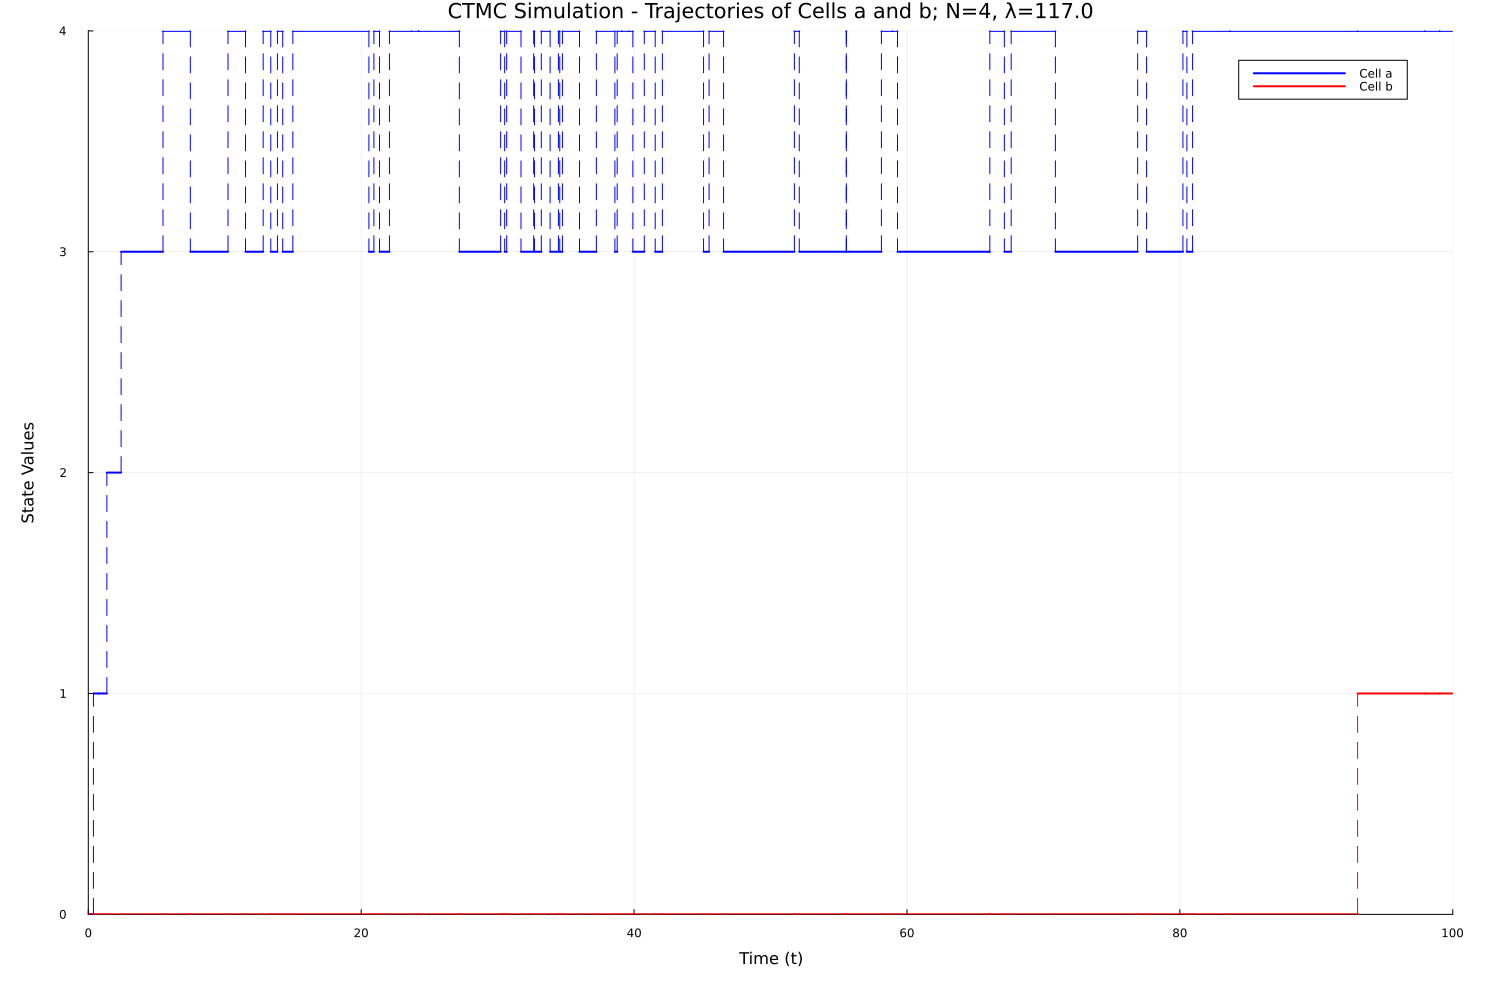 CTMC Simulation - Trajectories of Cells a and b; N=4, λ=117.0
4
Cell a
Cell b
3
State Values
2
1
0
0 20 40 60 80 100
Time (t)